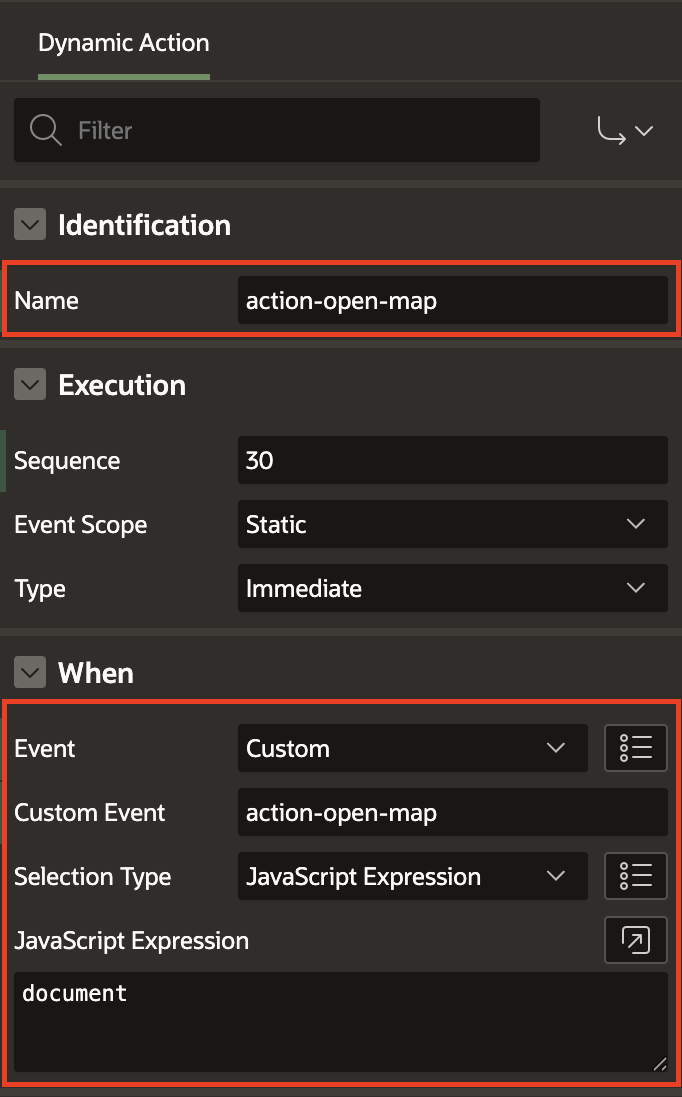 Dynamic Action
Filter
Identification
Name action-open-map
Execution
Sequence 30
Event Scope Static
Type Immediate
When
Event Custom
Custom Event action-open-map
Selection Type JavaScript Expression
JavaScript Expression
document